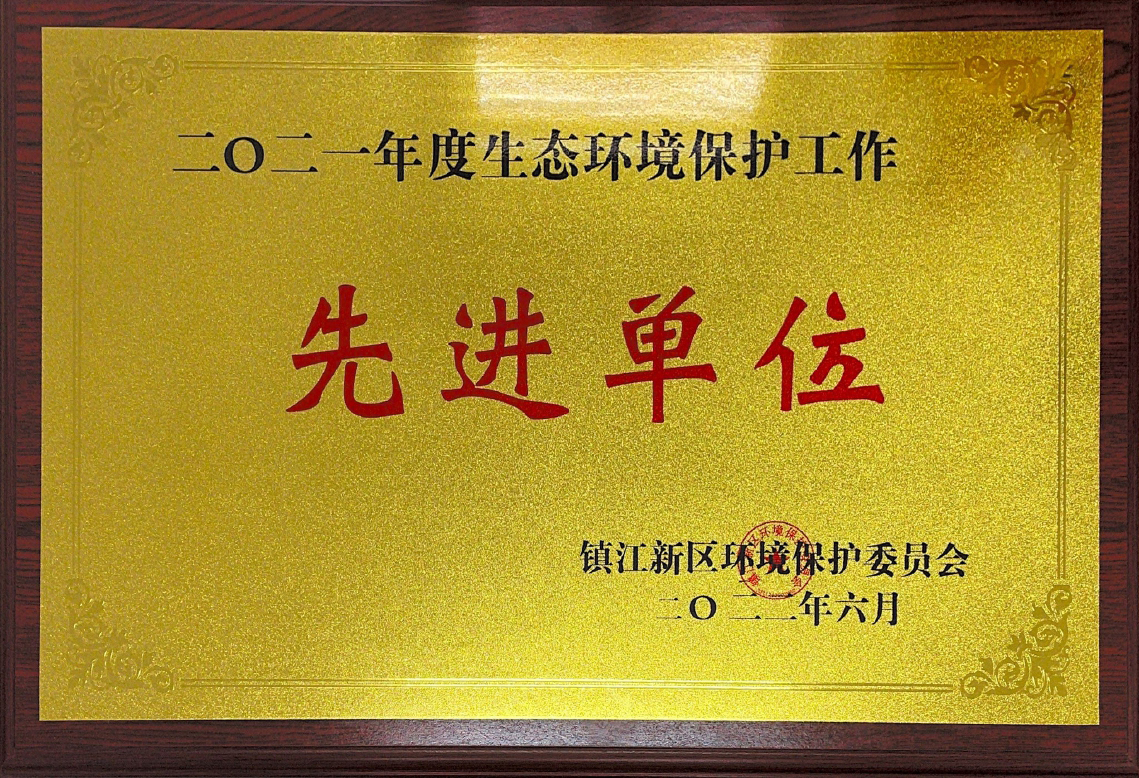 二〇二一年度生态环境保护工作
先进单位
镇江新区环境保护委员会
二〇二二年六月